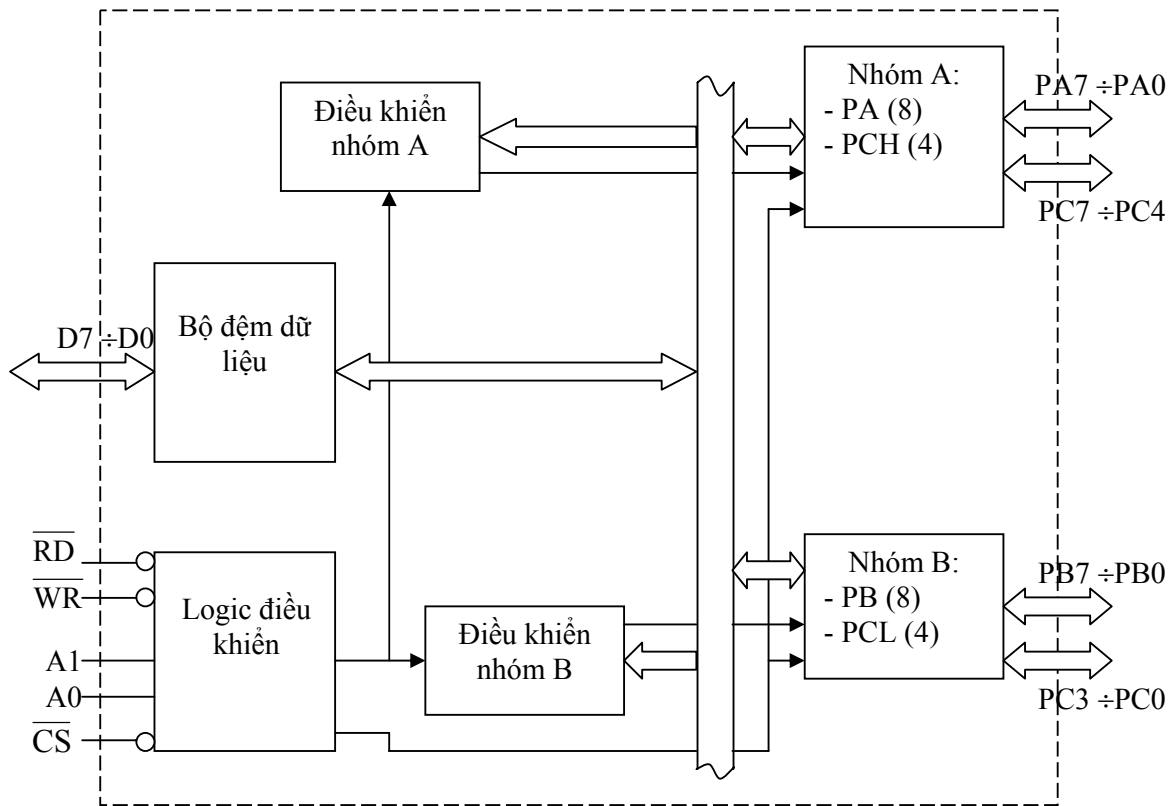 Điều khiển
nhóm A
Nhóm A:
- PA (8)
- PCH (4)
PA7 ÷PA0
PC7 ÷PC4
D7 ÷D0
Bộ đệm dữ
liệu
RD
WR
A1
A0
CS
Logic điều
khiển
Điều khiển
nhóm B
Nhóm B:
- PB (8)
- PCL (4)
PB7 ÷PB0
PC3 ÷PC0